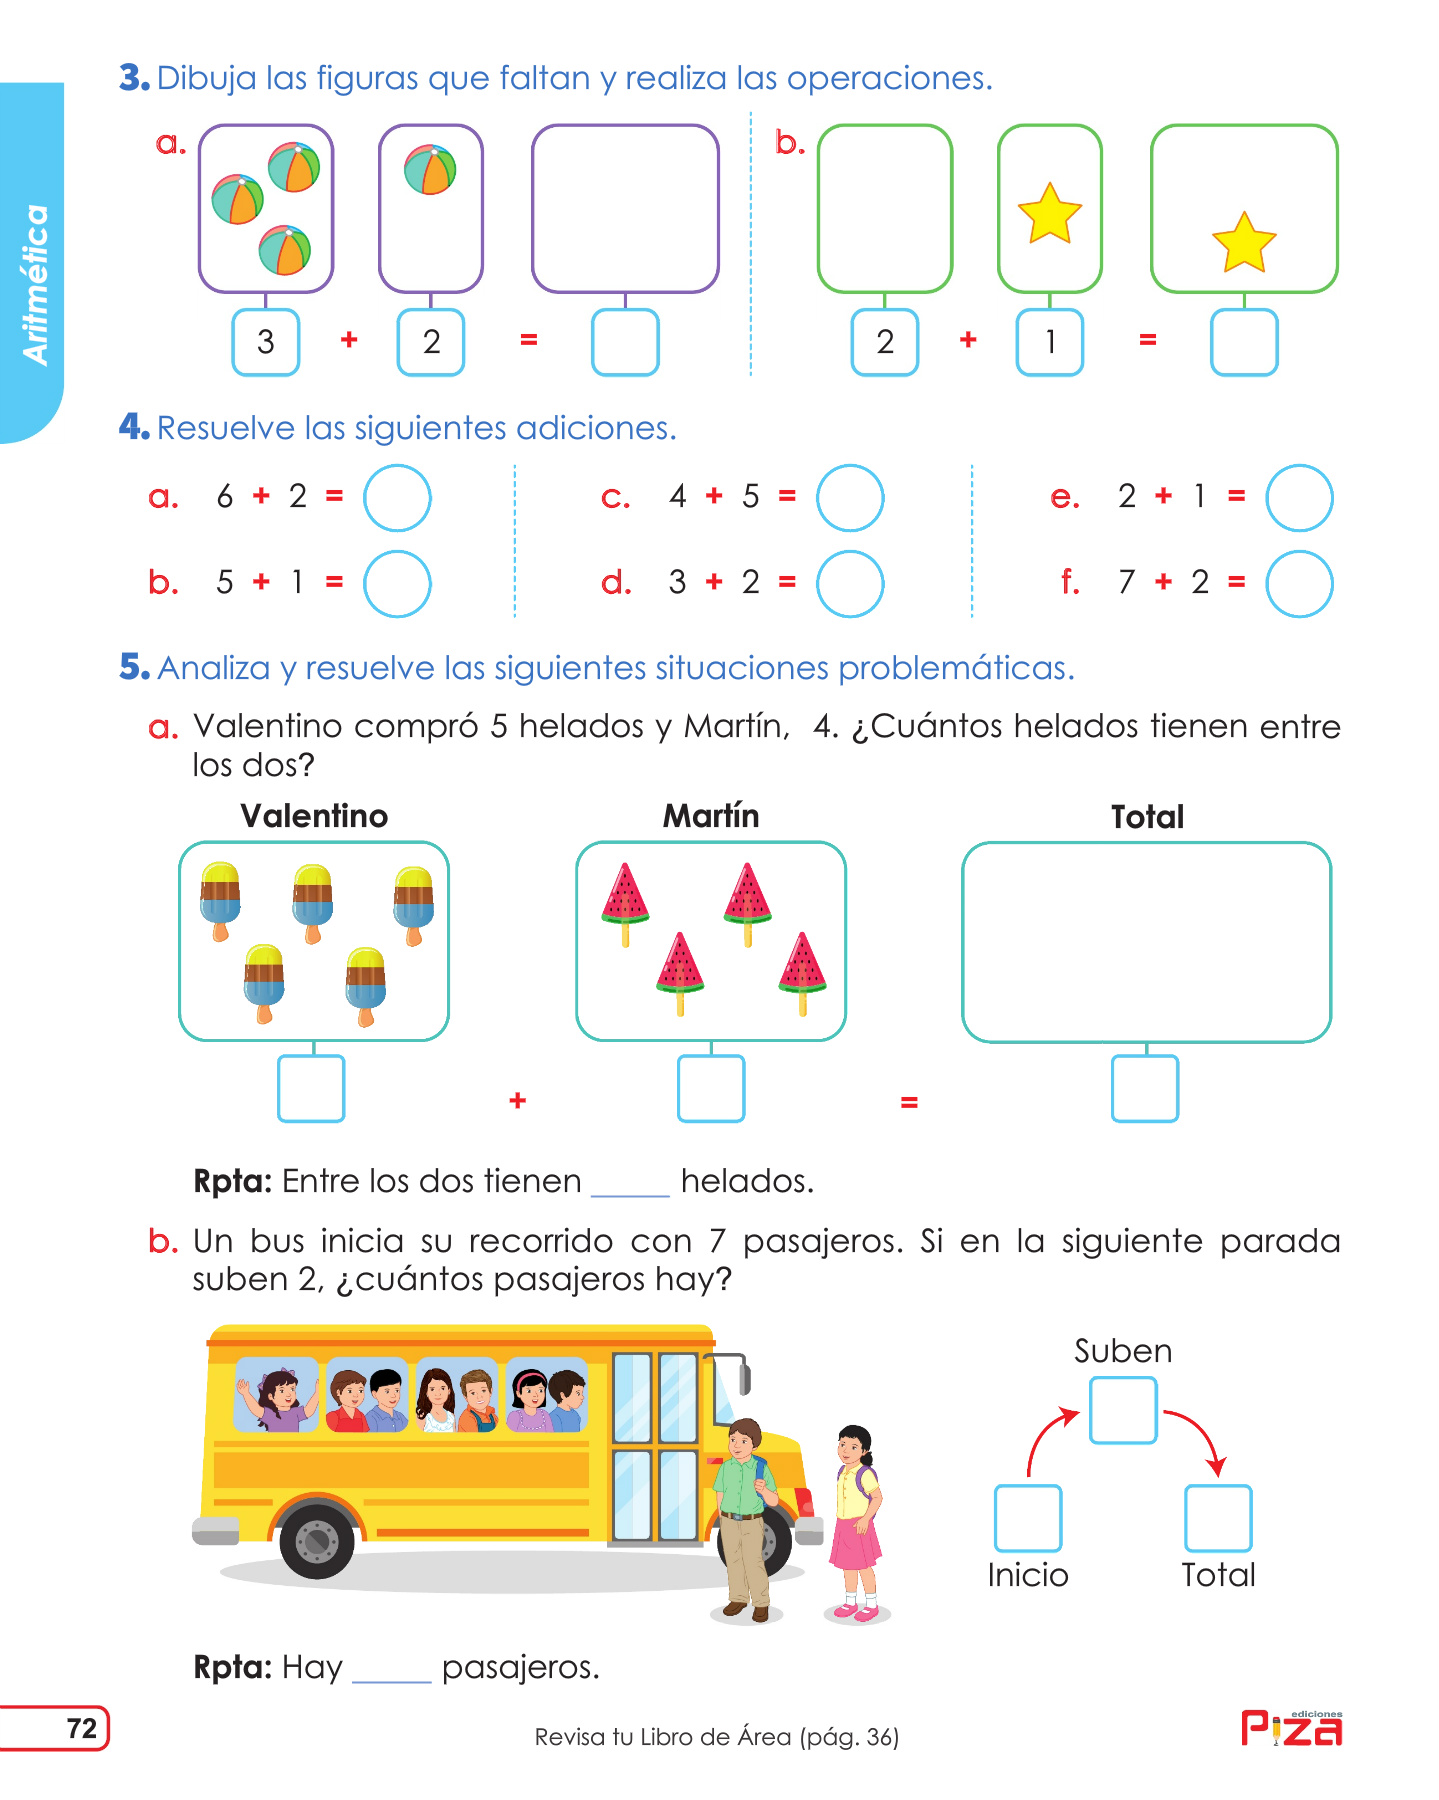 Aritmética
3. Dibuja las figuras que faltan y realiza las operaciones.
a.
3 + 2 =
b.
2 + 1 =
4. Resuelve las siguientes adiciones.
a. 6 + 2 =
b. 5 + 1 =
c. 4 + 5 =
d. 3 + 2 =
e. 2 + 1 =
f. 7 + 2 =
5. Analiza y resuelve las siguientes situaciones problemáticas.
a. Valentino compró 5 helados y Martín, 4. ¿Cuántos helados tienen entre
los dos?
Valentino
Martín
Total
+ =
Rpta: Entre los dos tienen _____ helados.
b. Un bus inicia su recorrido con 7 pasajeros. Si en la siguiente parada
suben 2, ¿cuántos pasajeros hay?
Suben
Inicio
Total
Rpta: Hay _____ pasajeros.
72
Revisa tu Libro de Área (pág. 36)
ediciones
Piza